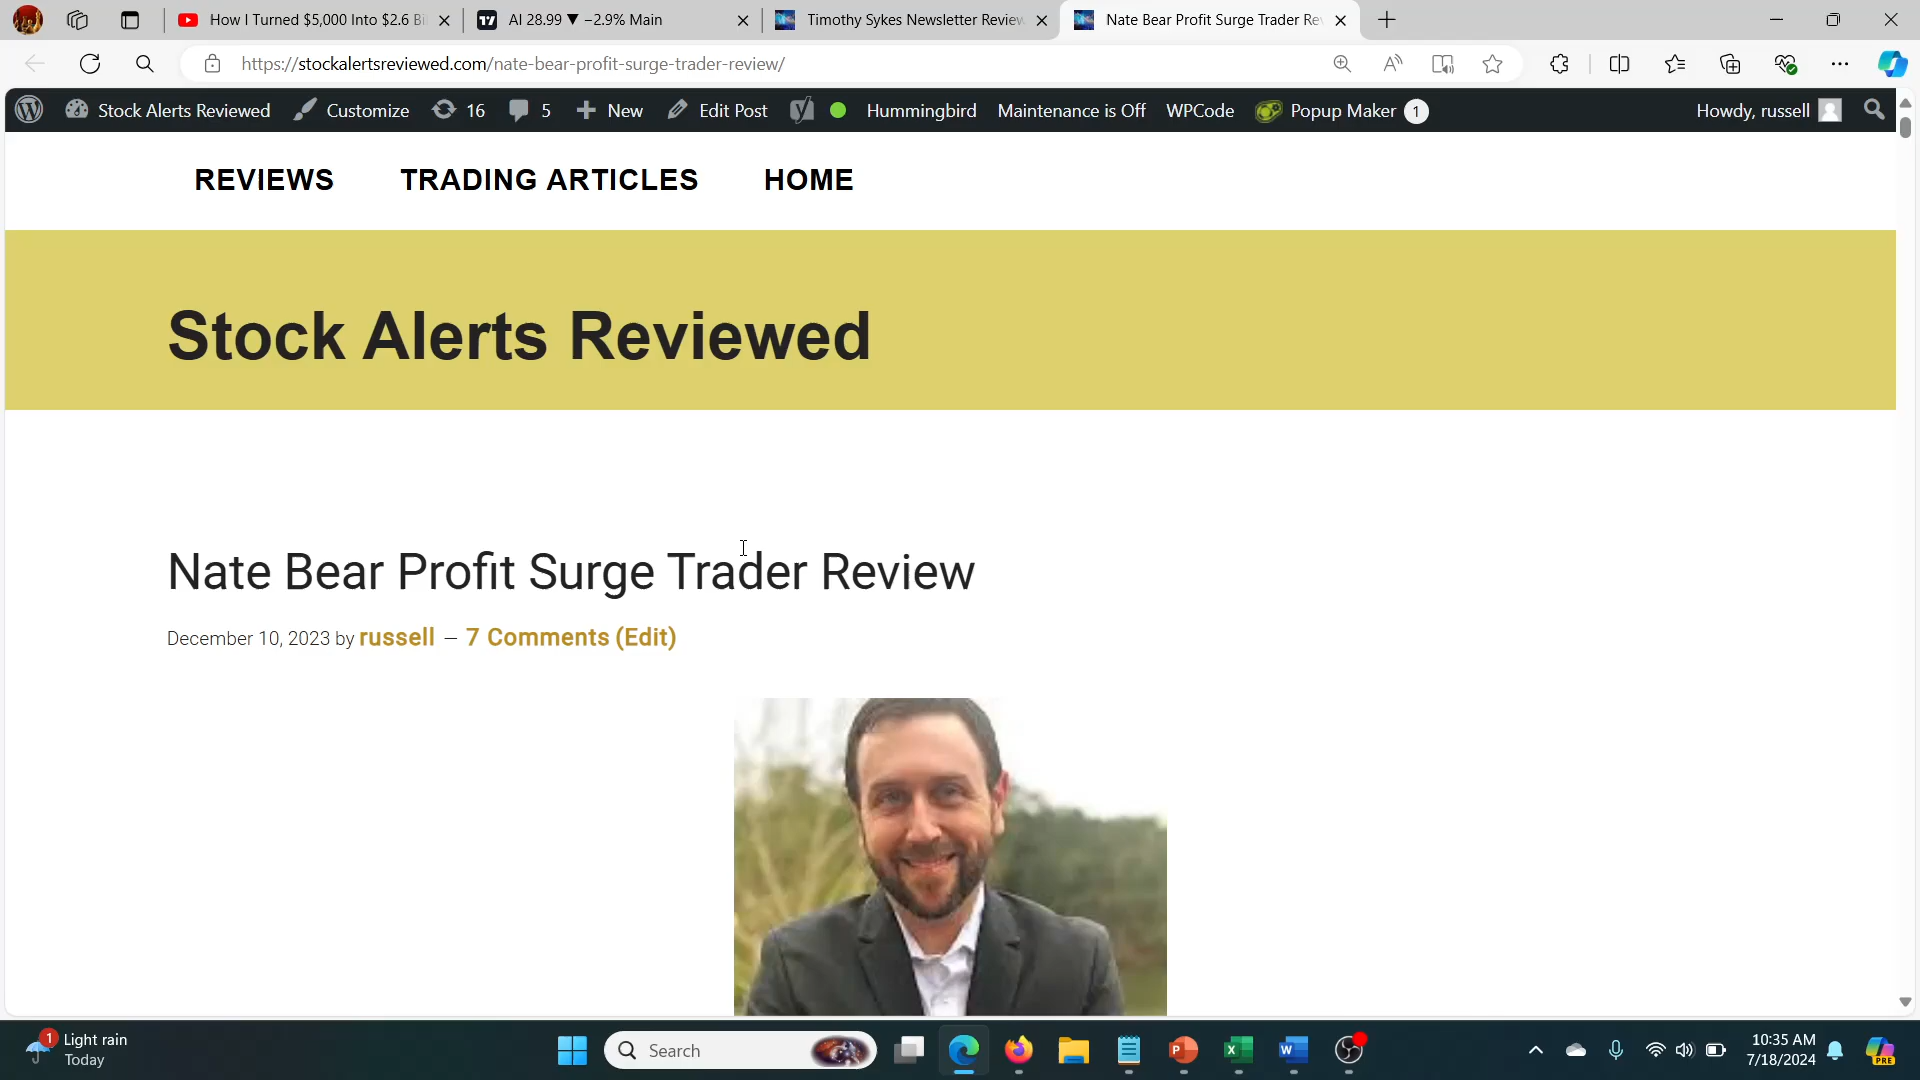 How I Turned $5,000 Into $2.6 Bi
AI 28.99 ▼ −2.9% Main
Timothy Sykes Newsletter Review
Nate Bear Profit Surge Trader Re
https://stockalertsreviewed.com/nate-bear-profit-surge-trader-review/
Stock Alerts Reviewed
Customize
16
5
New
Edit Post
Hummingbird
Maintenance is Off
WPCode
Popup Maker 1
Howdy, russell
REVIEWS
TRADING ARTICLES
HOME
Stock Alerts Reviewed
Nate Bear Profit Surge Trader Review
December 10, 2023 by russell — 7 Comments (Edit)
1
Light rain
Today
Search
10:35 AM
7/18/2024
PRE